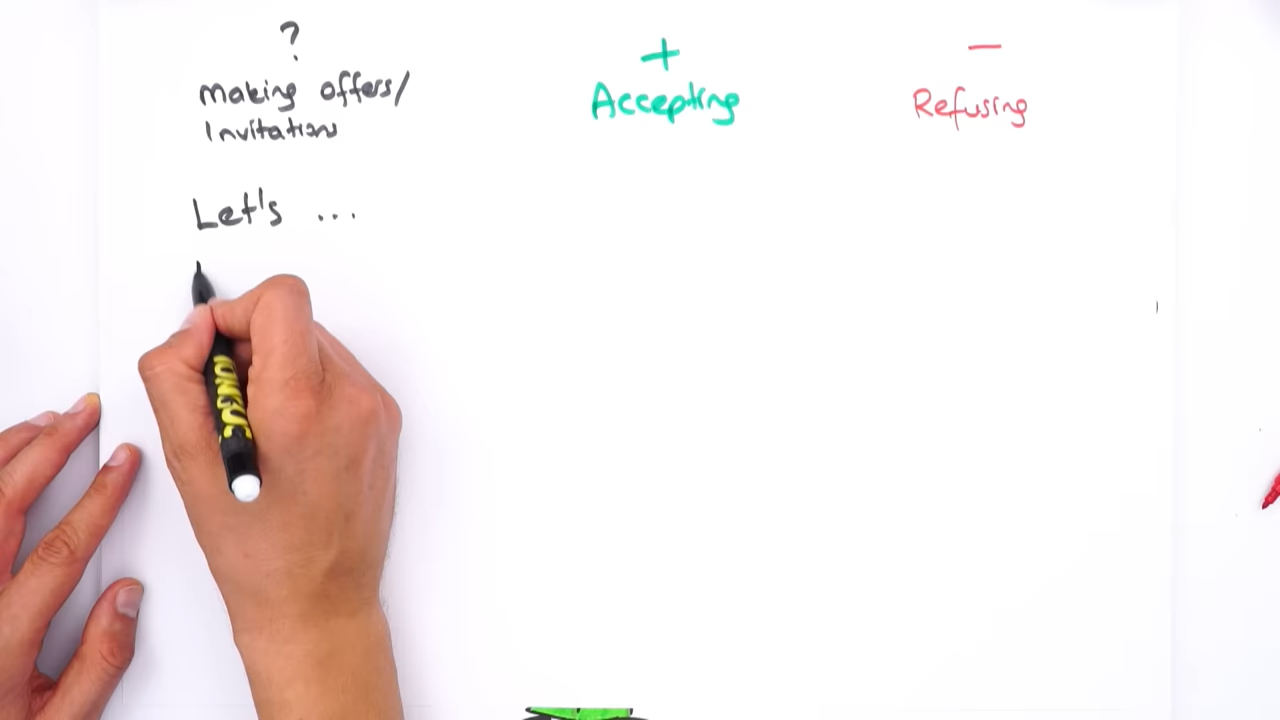 ?
Making offers/
Invitations
Let's ...
+
Accepting
–
Refusing